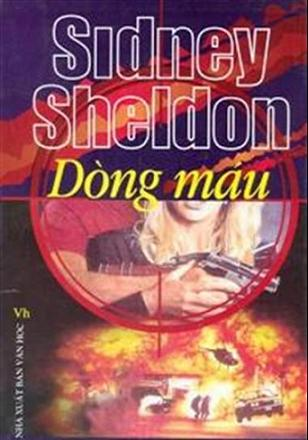 Sidney
Sheldon
Dòng máu
Vh
NHÀ XUẤT BẢN VĂN HỌC